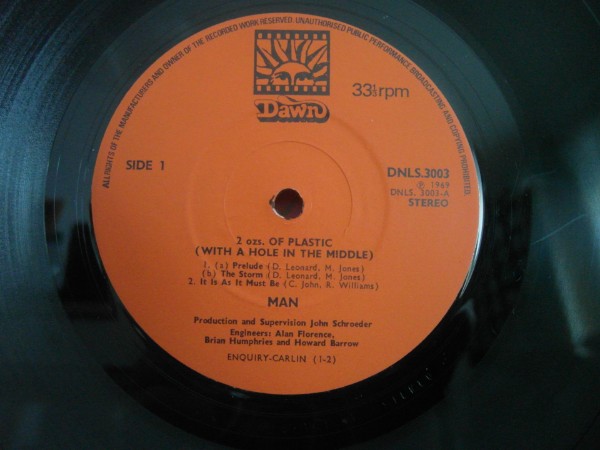 ALL RIGHTS OF THE MANUFACTURERS AND OWNER OF THE RECORDED WORK RESERVED. UNAUTHORISED PUBLIC PERFORMANCE BROADCASTING AND COPYING PROHIBITED.
Dawn
33⅓rpm
SIDE 1
DNLS.3003
℗ 1969
DNLS. 3003-A
STEREO
2 ozs. OF PLASTIC
(WITH A HOLE IN THE MIDDLE)
1. (a) Prelude (D. Leonard, M. Jones)
(b) The Storm (D. Leonard, M. Jones)
2. It Is As It Must Be (C. John, R. Williams)
MAN
Production and Supervision John Schroeder
Engineers: Alan Florence,
Brian Humphries and Howard Barrow
ENQUIRY-CARLIN (1-2)